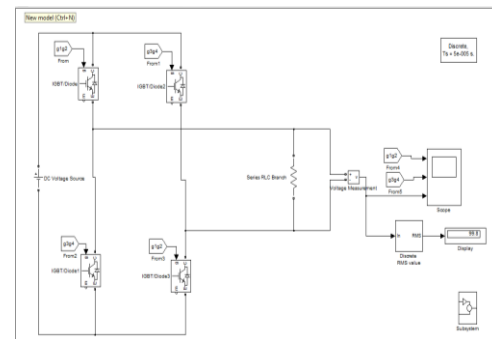 New model (Ctrl+N)
g1g2
From
IGBT/Diode
g3g4
From1
IGBT/Diode2
Discrete,
Ts = 5e-005 s.
DC Voltage Source
Series RLC Branch
Voltage Measurement
g1g2
From4
g3g4
From5
Scope
g3g4
From2
IGBT/Diode1
g1g2
From3
IGBT/Diode3
In
RMS
Discrete
RMS value
Display
Subsystem